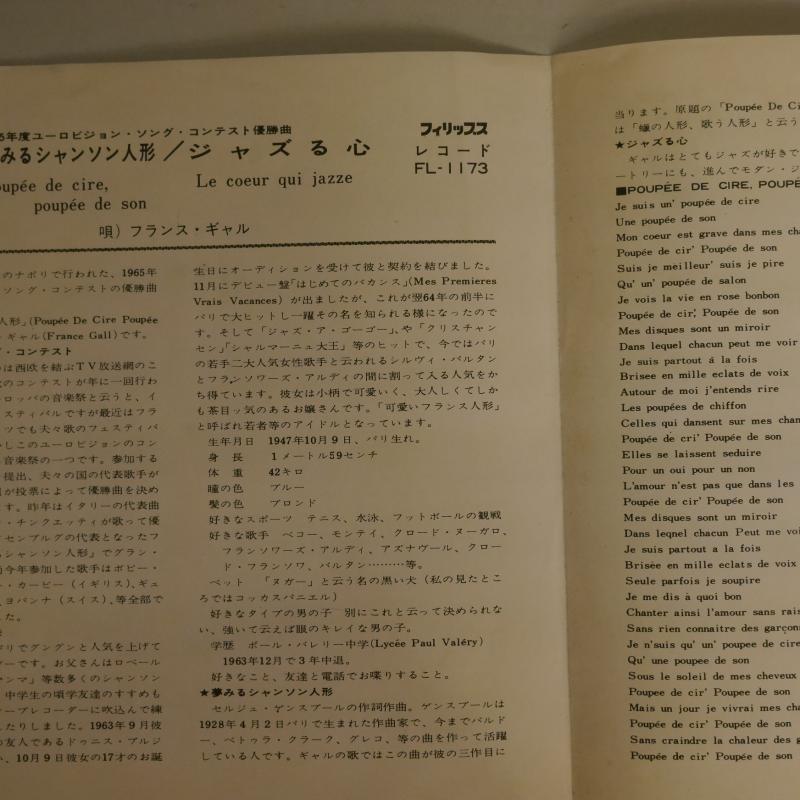 5年度ユーロビジョン・ソング・コンテスト優勝曲
みるシャンソン人形／ジャズる心
oupée de cire,
poupée de son
Le coeur qui jazze
唄）フランス・ギャル
フィリップス
レコード
FL-1173
のナポリで行われた、1965年
ソング・コンテストの優勝曲
人形」(Poupée De Cire Poupée
・ギャル(France Gall)です。
・コンテスト
は西欧を結ぶTV放送網のこ
のコンテストが年に一回行わ
ーロッパの音楽祭と云うと、イ
スティバルですが最近はフラ
ツでも夫々歌のフェスティバ
しこのユーロビジョンのコン
音楽祭の一つです。参加する
提出、夫々の国の代表歌手が
が投票によって優勝曲を決め
す。昨年はイタリーの代表曲
・チンクエッティが歌って優
センブルグの代表となったフ
シャンソン人形」でグラン・
今年参加した歌手はボビー・
ー・カービー（イギリス）、ギュ
、ヨバンナ（スイス）、等全部で
た。
パリでグングンと人気を上げて
ーです。お父さんはロベール
ンマ」等数多くのシャンソン
中学生の頃学友達のすすめも
ープレコーダーに吹込んで練
たりしました。1963年9月彼
の友人であるドゥニス・ブルジ
、10月9日彼女の17才のお誕
生日にオーディションを受けて彼と契約を結びました。
11月にデビュー盤「はじめてのバカンス」(Mes Premieres
Vrais Vacances) が出ましたが、これが翌64年の前半に
パリで大ヒットし一躍その名を知られる様になったので
す。そして「ジャズ・ア・ゴーゴー」、や「クリスチャン
セン」「シャルマーニュ大王」等のヒットで、今ではパリ
の若手二大人気女性歌手と云われるシルヴィ・バルタン
とフランソワーズ・アルディの間に割って入る人気をか
ち得ています。彼女は小柄で可愛いく、大人しくてしか
も茶目ッ気のあるお嬢さんです。「可愛いフランス人形」
と呼ばれ若者等のアイドルとなっています。
生年月日　1947年10月9日、パリ生れ。
身　長　1メートル59センチ
体　重　42キロ
瞳の色　ブルー
髪の色　ブロンド
好きなスポーツ　テニス、水泳、フットボールの観戦
好きな歌手　ベコー、モンテイ、クロード・ヌーガロ、
フランソワーズ・アルディ、アズナヴール、クロー
ド・フランソワ、バルタン………等。
ペット　「ヌガー」と云う名の黒い犬（私の見たとこ
ろではコッカスパニエル）
好きなタイプの男の子　別にこれと云って決められな
い、強いて云えば眼のキレイな男の子。
学歴　ポール・バレリー中学(Lycée Paul Valéry)
1963年12月で3年中退。
好きなこと、友達と電話でお喋りすること。
★夢みるシャンソン人形
セルジュ・ゲンスブールの作詞作曲。ゲンスブールは
1928年4月2日パリで生まれた作曲家で、今までバルド
ー、ペトゥラ・クラーク、グレコ、等の曲を作って活躍
している人です。ギャルの歌ではこの曲が彼の三作目に
当ります。原題の「Poupée De Ci
は「蠟の人形、歌う人形」と云う
★ジャズる心
ギャルはとてもジャズが好きで
ートリーにも、進んでモダン・ジ
■POUPÉE DE CIRE, POUPÉ
Je suis un' poupée de cire
Une poupée de son
Mon coeur est grave dans mes cha
Poupée de cir' Poupée de son
Suis je meilleur' suis je pire
Qu' un' poupée de salon
Je vois la vie en rose bonbon
Poupée de cir' Poupée de son
Mes disques sont un miroir
Dans lequel chacun peut me voir
Je suis partout á la fois
Brisee en mille eclats de voix
Autour de moi j'entends rire
Les poupées de chiffon
Celles qui dansent sur mes chan
Poupée de cri' Poupée de son
Elles se laissent seduire
Pour un oui pour un non
L'amour n'est pas que dans les
Poupée de cir' Poupée de son
Mes disques sont un miroir
Dans leqnel chacun Peut me voi
Je suis partout a la fois
Brisée en mille eclats de voix
Seule parfois je soupire
Je me dis à quoi bon
Chanter ainsi l'amour sans rais
Sans rien connaitre des garçons
Je n'suis qu' un' poupee de cire
Qu' une poupee de son
Sous le soleil de mes cheveux
Poupee de cir' Poupee de son
Mais un jour je vivrai mes cha
Poupée de cir' Poupée de son
Sans craindre la chaleur des g
Poupée de cir' Poupée de son